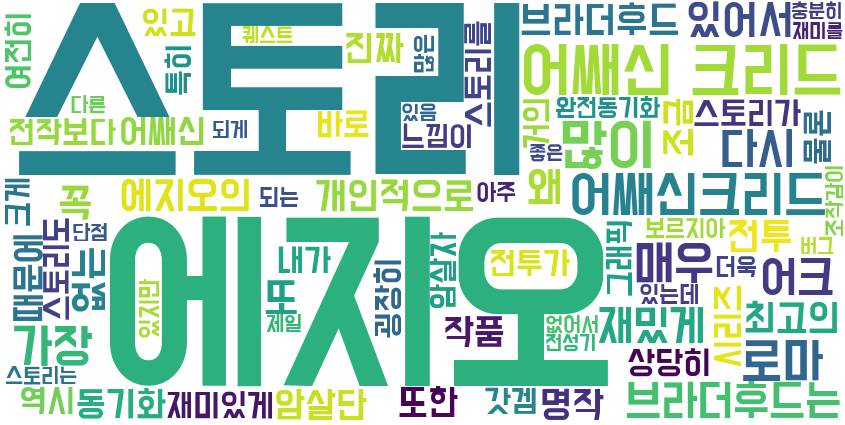 스토리
에지오
여전히
있고
퀘스트
진짜
많은
특히
다른
전작보다
어쌔신
되게
바로
있음
느낌이
스토리를
브라더후드
있어서
충분히
재미를
어쌔신 크리드
거인
완전동기화
스토리가
좋은
많이
조금
다시
물론
크게
꼭
에지오의
되는
개인적으로
아주
왜
어쌔신크리드
조작감이
때문에
스토리도
단점
없는
내가
또
있지만
제일
굉장히
암살자
전투가
그래픽
보르지아
전투
버그
매우
더욱
있는데
어크
가장
작품
없어서
전성기
재밌게
시리즈
최고의
스토리는
상당히
로마
역시
동기화
재미있게
암살단
또한
갓겜
명작
브라더후드는